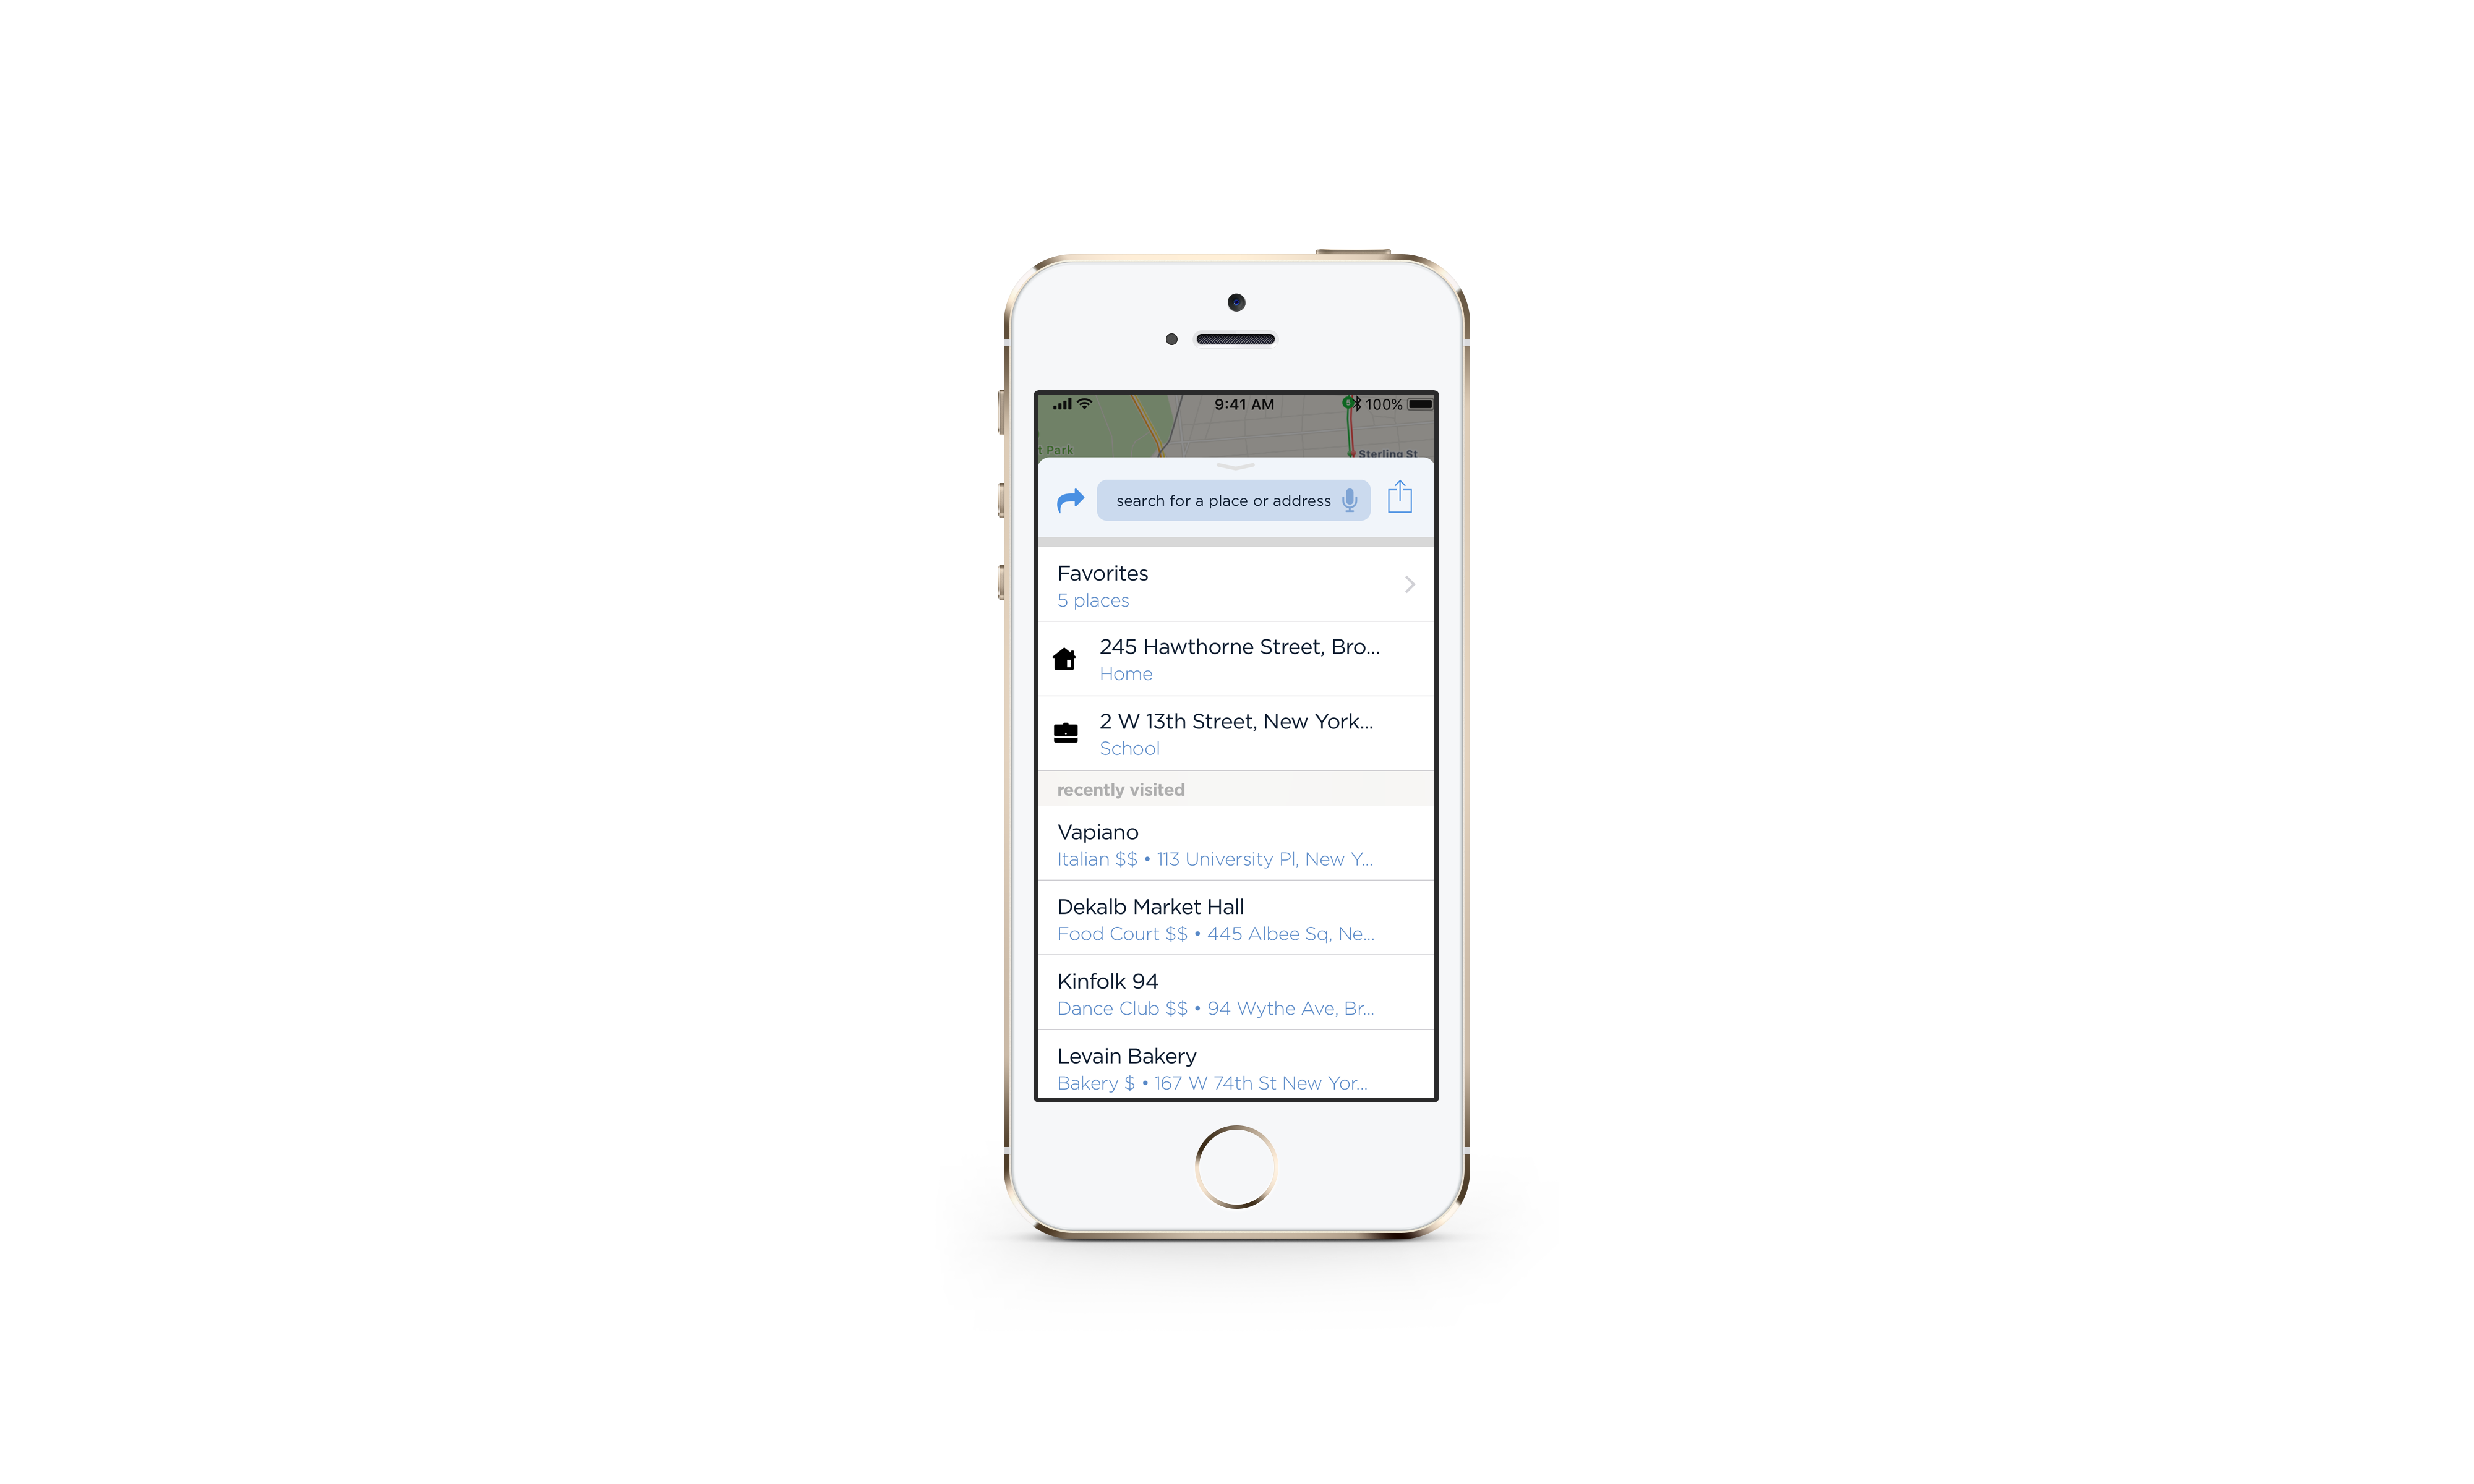 9:41 AM
5
100%
t Park
Sterling St
search for a place or address
Favorites
5 places
245 Hawthorne Street, Bro...
Home
2 W 13th Street, New York...
School
recently visited
Vapiano
Italian $$ • 113 University Pl, New Y...
Dekalb Market Hall
Food Court $$ • 445 Albee Sq, Ne...
Kinfolk 94
Dance Club $$ • 94 Wythe Ave, Br...
Levain Bakery
Bakery $ • 167 W 74th St New Yor...